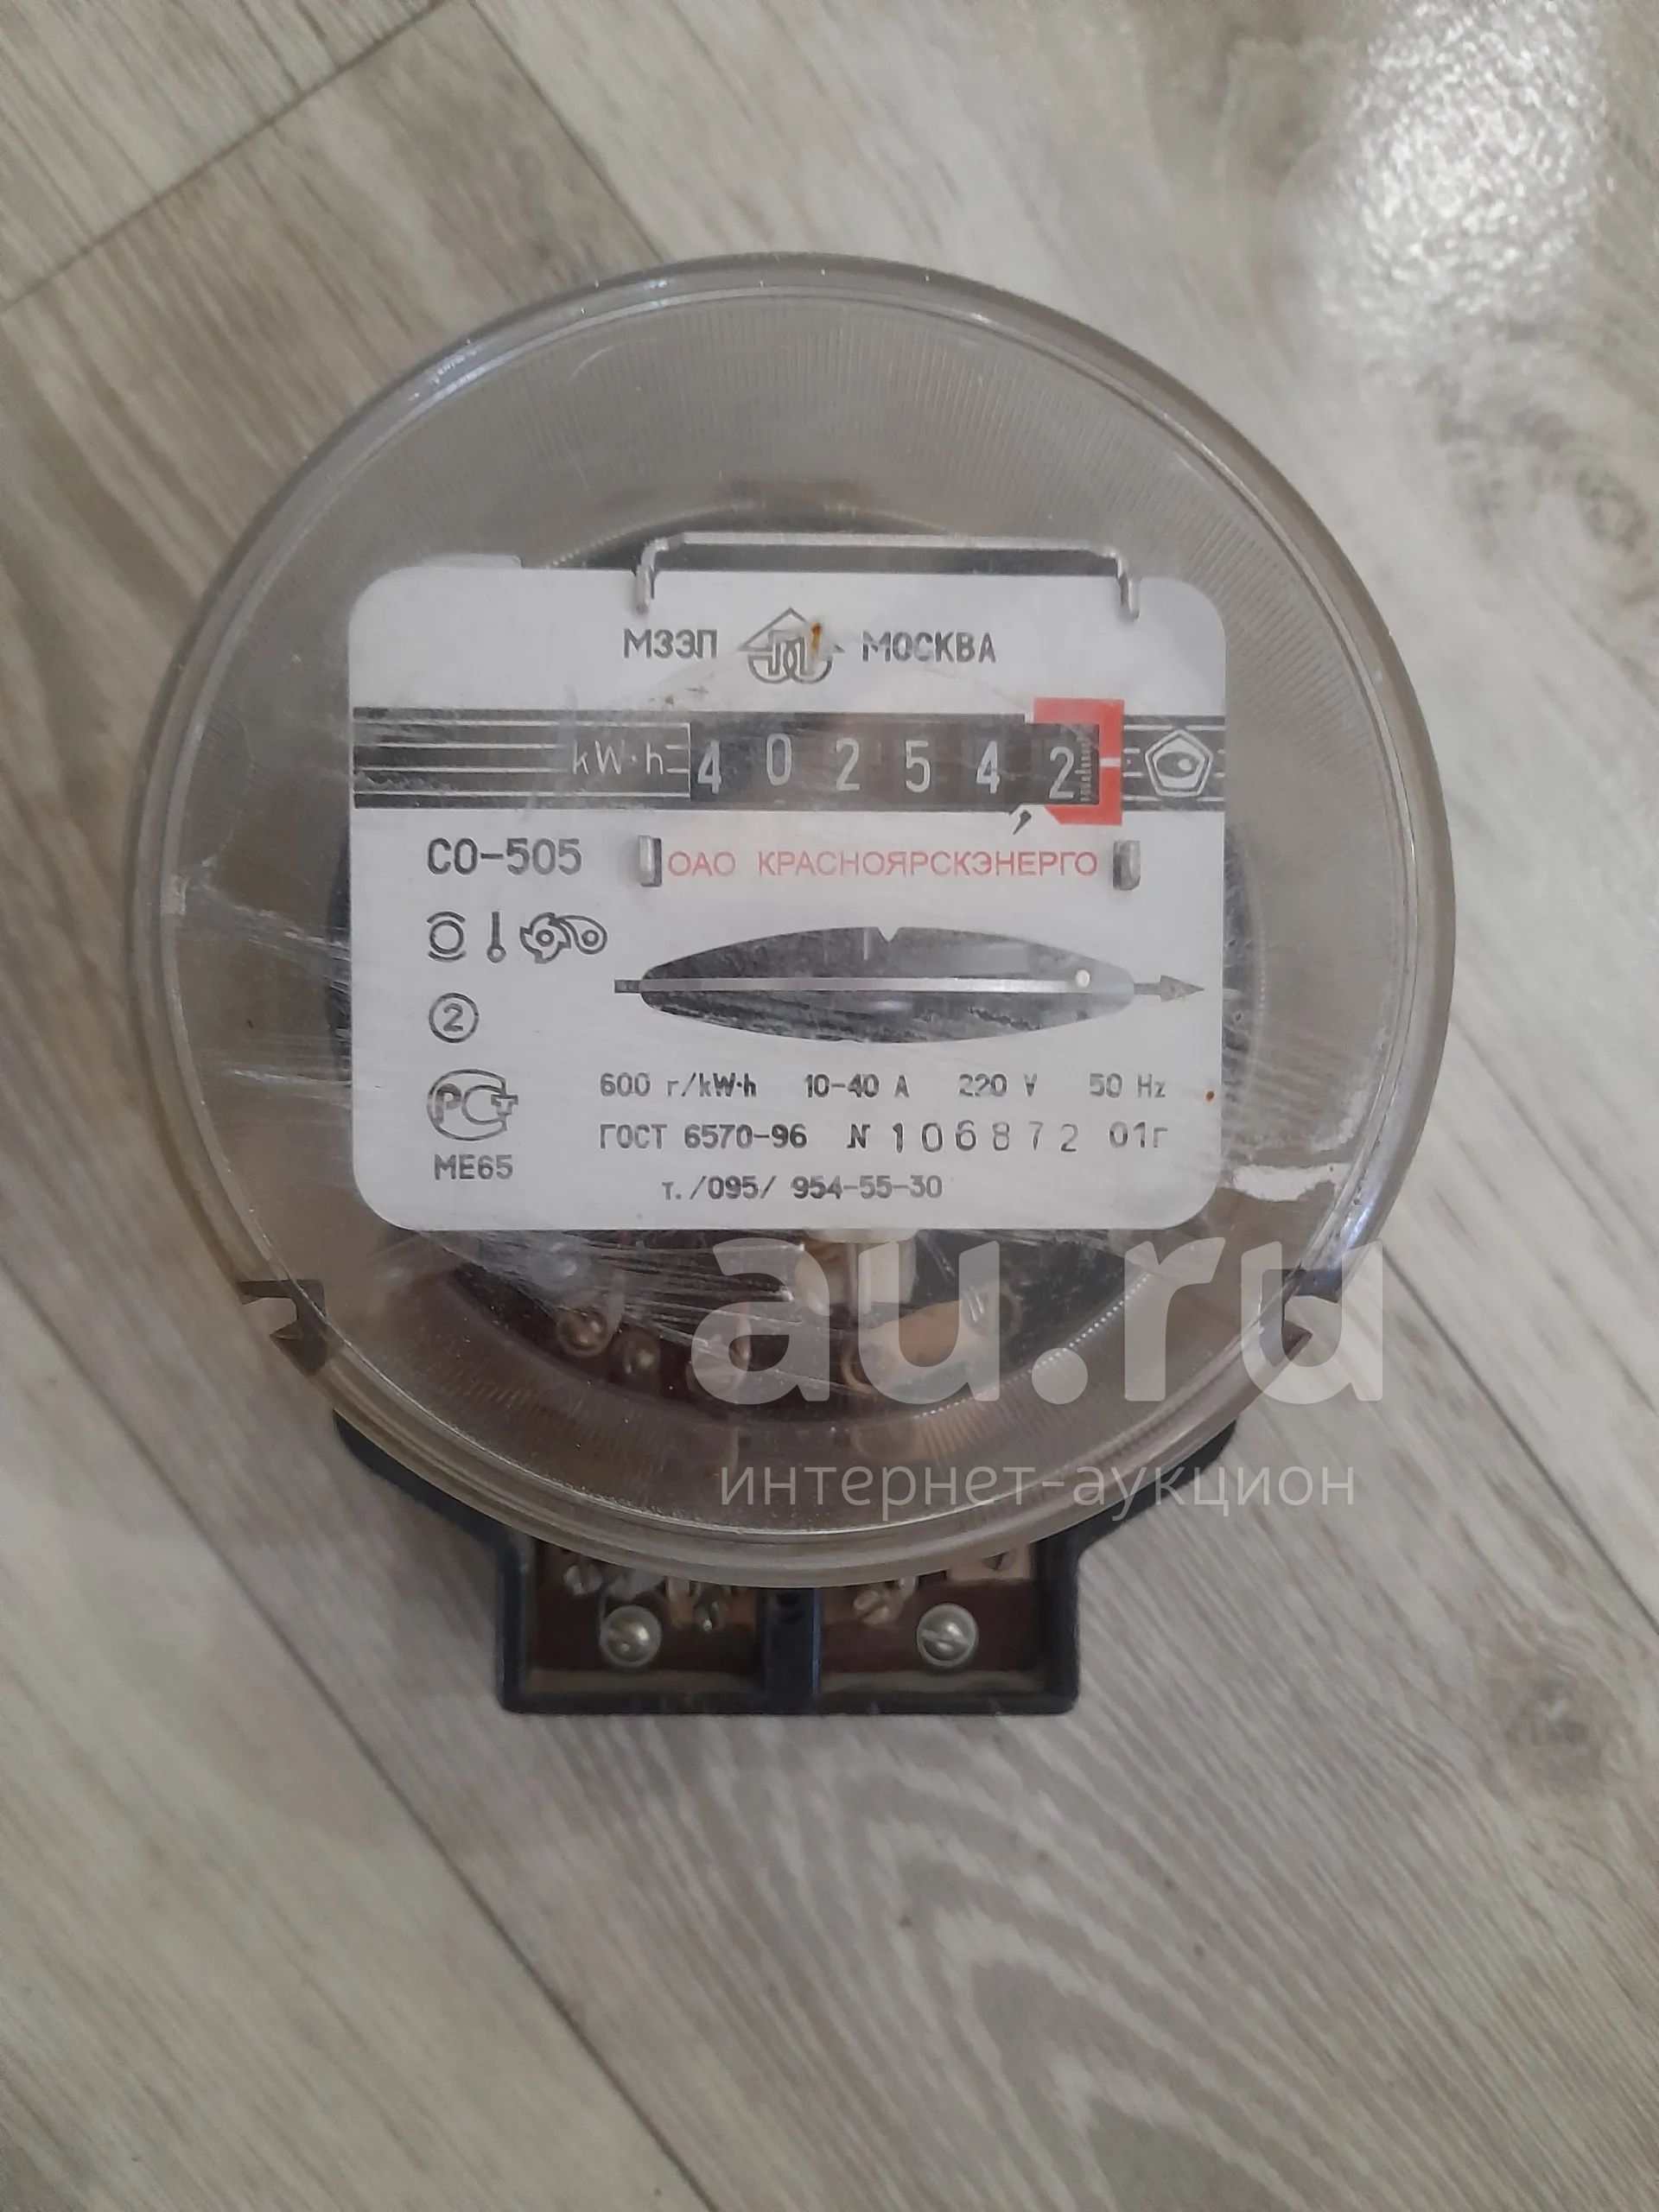 МЗЭП МОСКВА
kW·h 4 0 2 5 4 2
СО-505
ОАО КРАСНОЯРСКЭНЕРГО
2
600 r/kW·h 10-40 A 220 V 50 Hz
РСТ
ГОСТ 6570-96 N 106872 01г
МЕ65
т./095/ 954-55-30
au.ru
интернет-аукцион